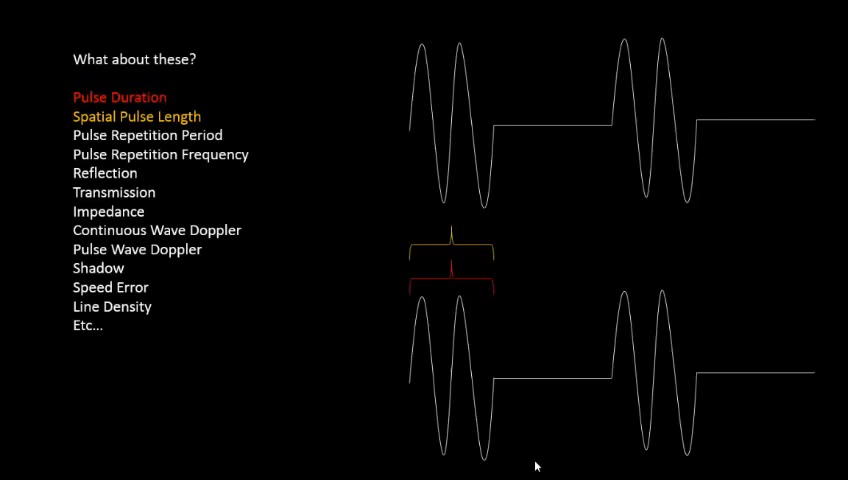 What about these?
Pulse Duration
Spatial Pulse Length
Pulse Repetition Period
Pulse Repetition Frequency
Reflection
Transmission
Impedance
Continuous Wave Doppler
Pulse Wave Doppler
Shadow
Speed Error
Line Density
Etc...